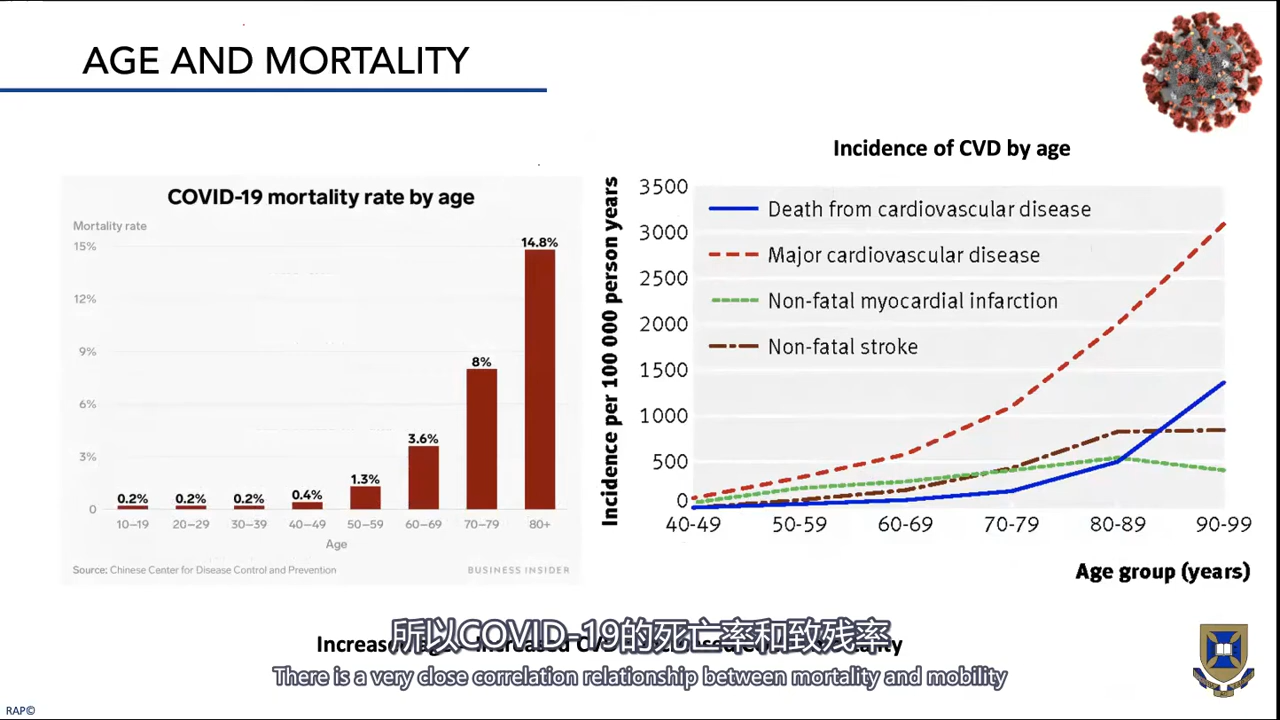 AGE AND MORTALITY
COVID-19 mortality rate by age
Mortality rate
15%
12%
9%
6%
3%
0
0.2%
0.2%
0.2%
0.4%
1.3%
3.6%
8%
14.8%
10–19 20–29 30–39 40–49 50–59 60–69 70–79 80+
Age
Source: Chinese Center for Disease Control and Prevention
BUSINESS INSIDER
Incidence of CVD by age
Incidence per 100 000 person years
3500
3000
2500
2000
1500
1000
500
0
Death from cardiovascular disease
Major cardiovascular disease
Non-fatal myocardial infarction
Non-fatal stroke
40-49 50-59 60-69 70-79 80-89 90-99
Age group (years)
所以COVID-19的死亡率和致残率
There is a very close correlation relationship between mortality and mobility
RAP©